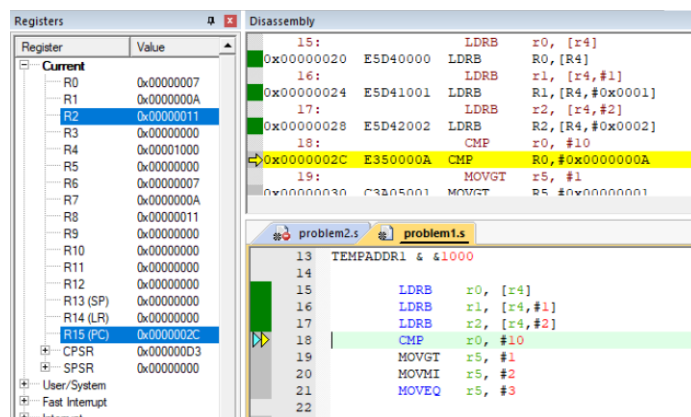 Registers
Register Value
Current
R0 0x00000007
R1 0x0000000A
R2 0x00000011
R3 0x00000000
R4 0x00001000
R5 0x00000000
R6 0x00000007
R7 0x0000000A
R8 0x00000011
R9 0x00000000
R10 0x00000000
R11 0x00000000
R12 0x00000000
R13 (SP) 0x00000000
R14 (LR) 0x00000000
R15 (PC) 0x0000002C
CPSR 0x000000D3
SPSR 0x00000000
User/System
Fast Interrupt
Interrupt
Disassembly
15: LDRB r0, [r4]
0x00000020 E5D40000 LDRB R0,[R4]
16: LDRB r1, [r4,#1]
0x00000024 E5D41001 LDRB R1,[R4,#0x0001]
17: LDRB r2, [r4,#2]
0x00000028 E5D42002 LDRB R2,[R4,#0x0002]
18: CMP r0, #10
0x0000002C E350000A CMP R0,#0x0000000A
19: MOVGT r5, #1
0x00000030 C3A05001 MOVGT R5,#0x00000001
problem2.s problem1.s
13 TEMPADDR1 & &1000
14
15 LDRB r0, [r4]
16 LDRB r1, [r4,#1]
17 LDRB r2, [r4,#2]
18 CMP r0, #10
19 MOVGT r5, #1
20 MOVMI r5, #2
21 MOVEQ r5, #3
22